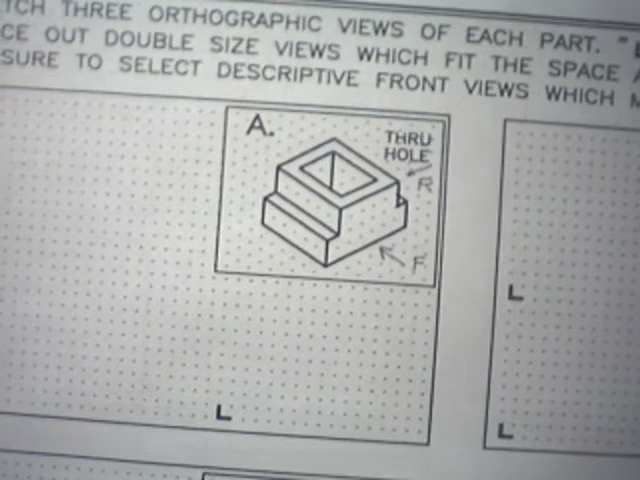 THREE ORTHOGRAPHIC VIEWS OF EACH PART. "
OUT DOUBLE SIZE VIEWS WHICH FIT THE SPACE
SURE TO SELECT DESCRIPTIVE FRONT VIEWS WHICH
A.
THRU
HOLE
R
F
L
L
L